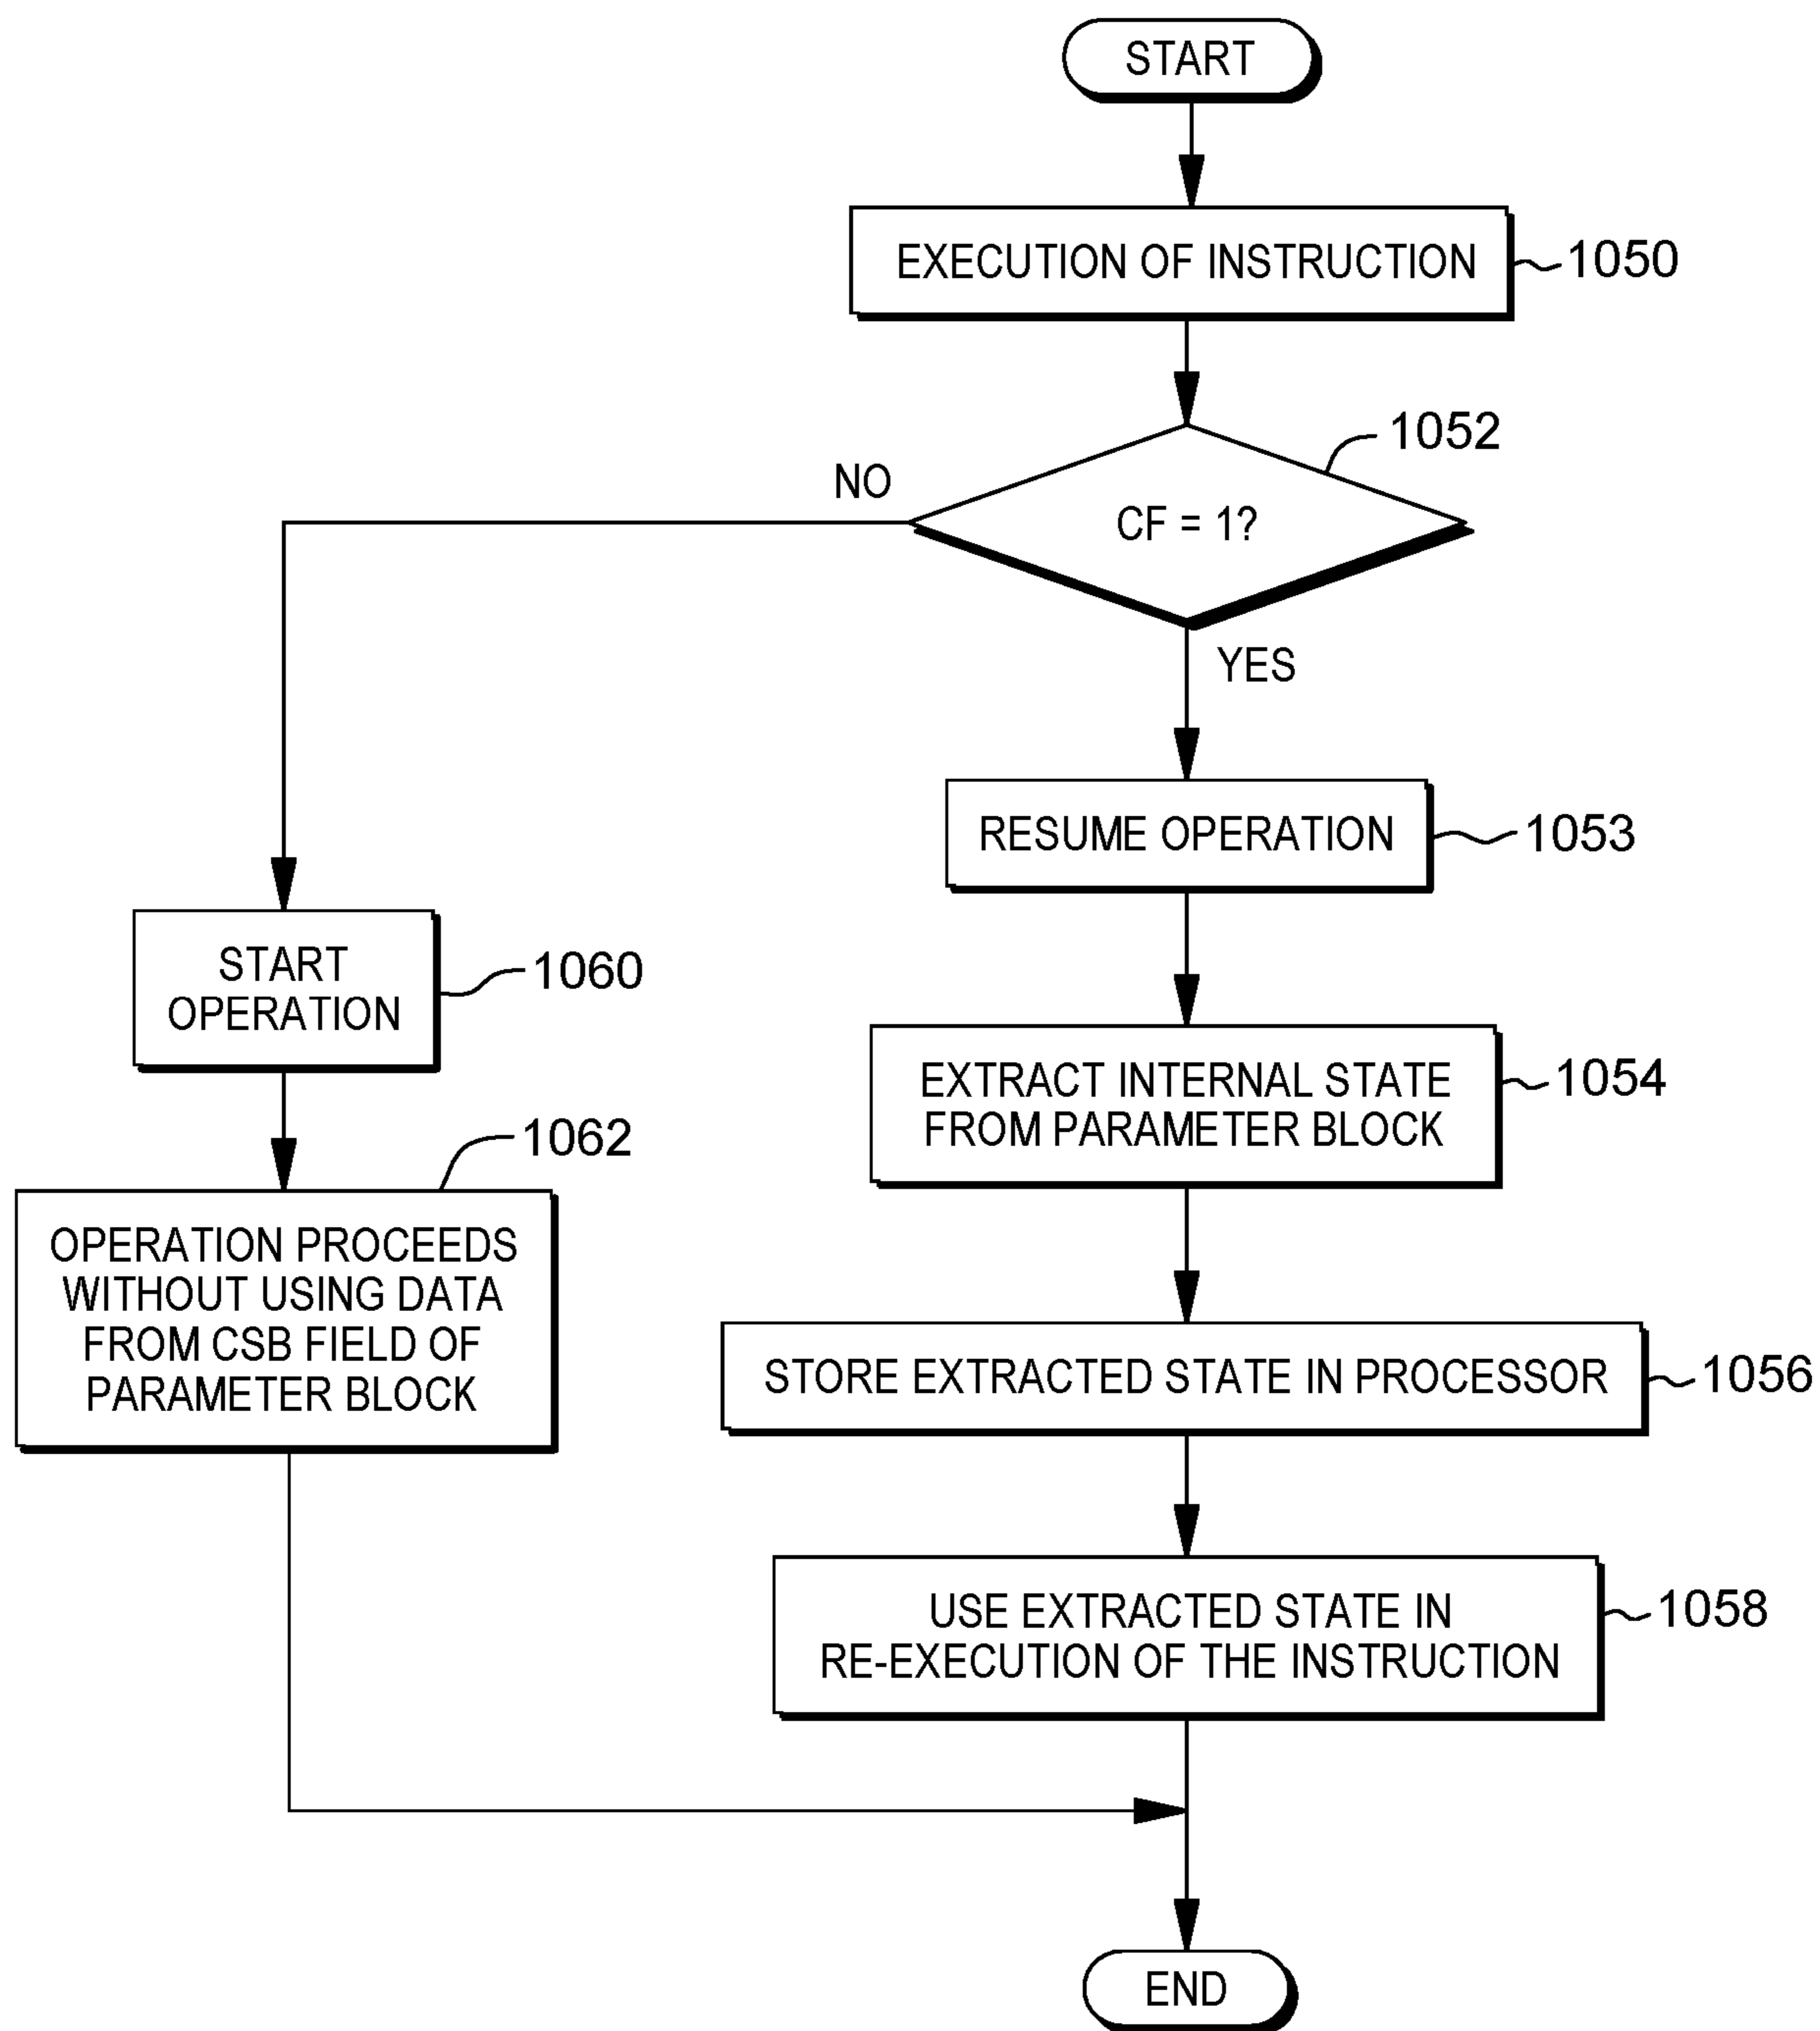 START
EXECUTION OF INSTRUCTION
1050
1052
NO
CF = 1?
YES
RESUME OPERATION
1053
START
OPERATION
1060
EXTRACT INTERNAL STATE
FROM PARAMETER BLOCK
1054
1062
OPERATION PROCEEDS
WITHOUT USING DATA
FROM CSB FIELD OF
PARAMETER BLOCK
STORE EXTRACTED STATE IN PROCESSOR
1056
USE EXTRACTED STATE IN
RE-EXECUTION OF THE INSTRUCTION
1058
END